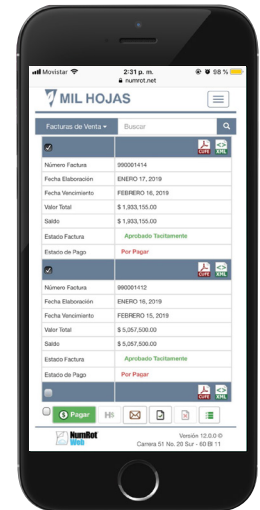 Movistar 2:31 p. m. 98 %
numrot.net
MIL HOJAS
Facturas de Venta Buscar
CUFE XML
Número Factura 990001414
Fecha Elaboración ENERO 17, 2019
Fecha Vencimiento FEBRERO 16, 2019
Valor Total $ 1,933,155.00
Saldo $ 1,933,155.00
Estado Factura Aprobado Tacitamente
Estado de Pago Por Pagar
CUFE XML
Número Factura 990001412
Fecha Elaboración ENERO 16, 2019
Fecha Vencimiento FEBRERO 15, 2019
Valor Total $ 5,057,500.00
Saldo $ 5,057,500.00
Estado Factura Aprobado Tacitamente
Estado de Pago Por Pagar
CUFE XML
Pagar
NumRot Versión 12.0.0 ©
Web Carrera 51 No. 20 Sur - 60 Bl 11